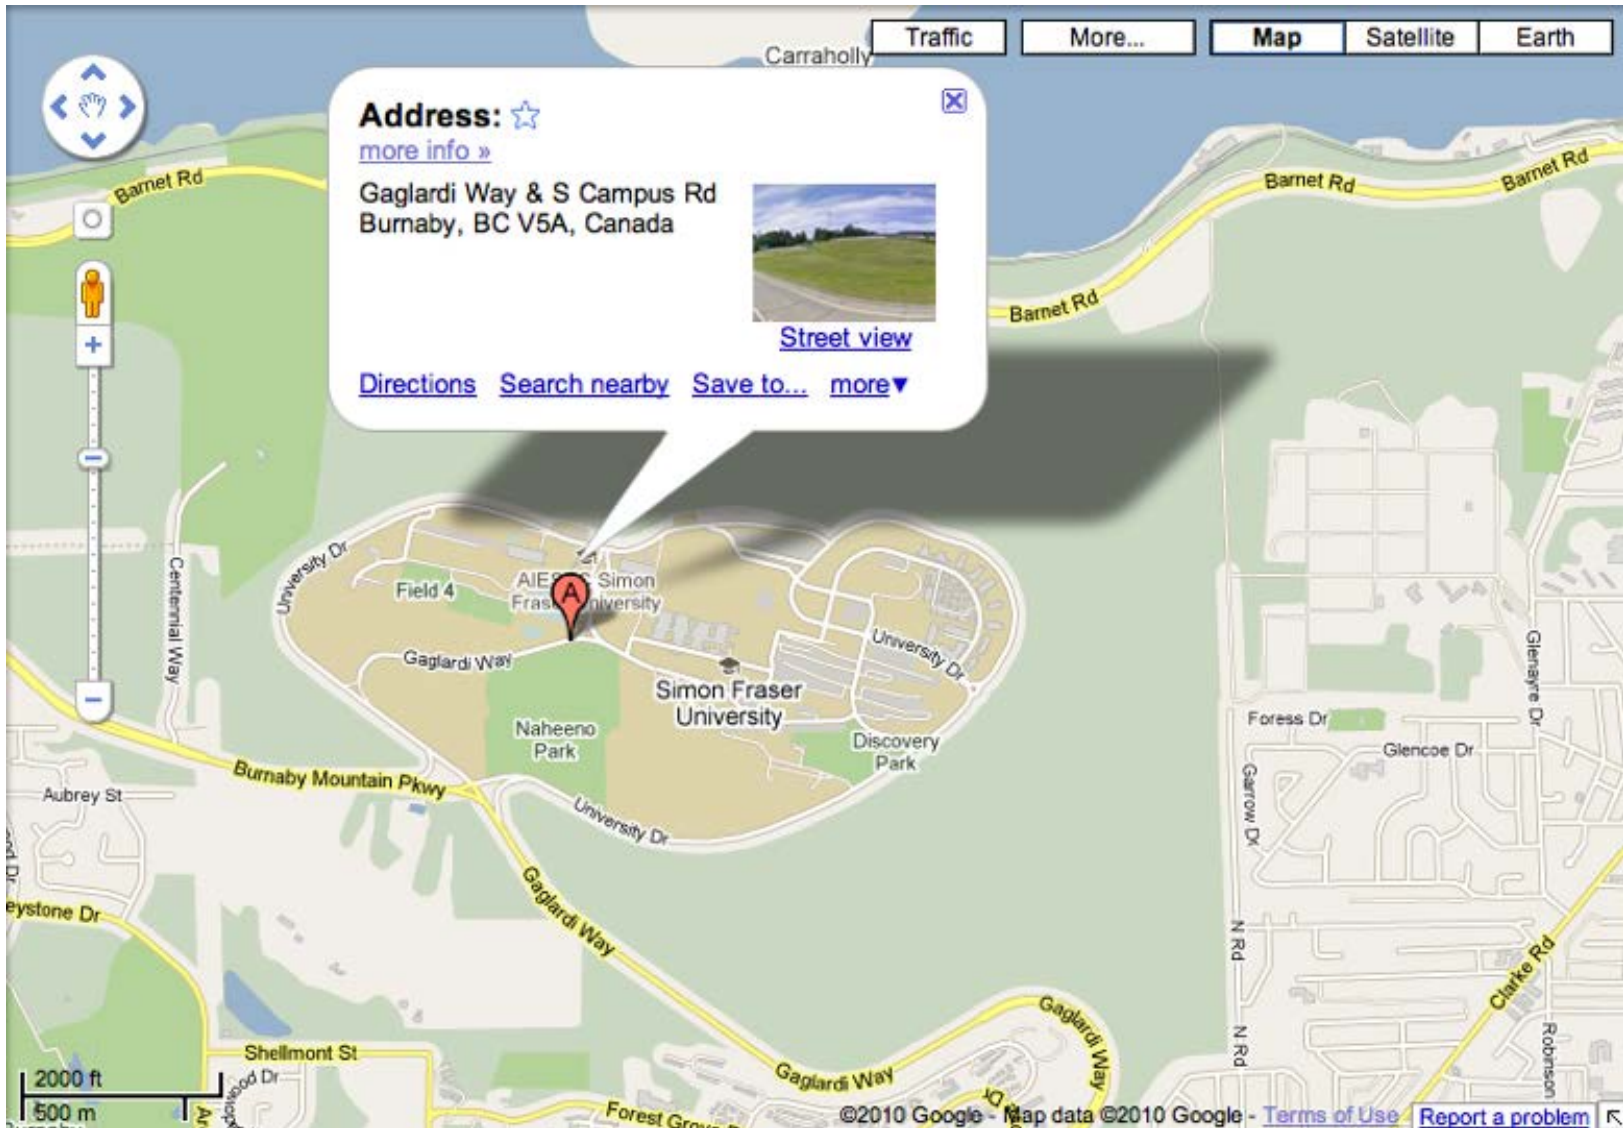 Carraholly
Traffic
More...
Map
Satellite
Earth
Address:
more info »
Gaglardi Way & S Campus Rd
Burnaby, BC V5A, Canada
Street view
Directions Search nearby Save to... more▼
Barnet Rd
Barnet Rd
Barnet Rd
Barnet Rd
University Dr
Centennial Way
Field 4
A
Simon
University
Gaglardi Way
University Dr
Simon Fraser
University
Naheeno
Park
Discovery
Park
Glenayre Dr
Foress Dr
Glencoe Dr
Burnaby Mountain Pkwy
Aubrey St
University Dr
Garrow Dr
Gaglardi Way
eystone Dr
N Rd
Clarke Rd
Gaglardi Way
N Rd
Robinson
Shellmont St
Gaglardi Way
2000 ft
500 m
Forest Grove
©2010 Google - Map data ©2010 Google - Terms of Use
Report a problem